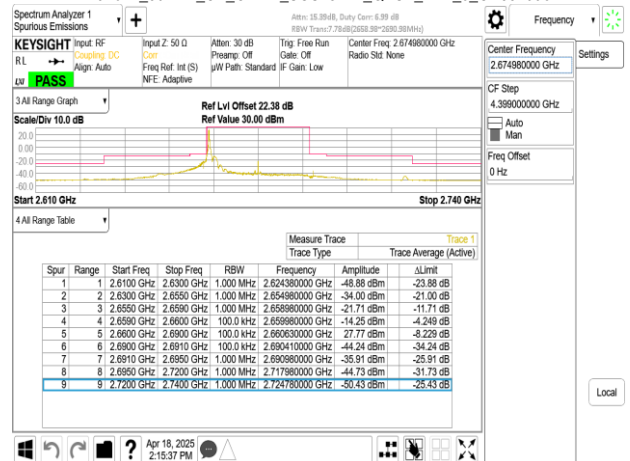 Spectrum Analyzer 1
Spurious Emissions
Attn: 15.39dB, Duty Corr: 6.99 dB
RBW Trans:7.78dB(2658.98~2690.98MHz)
Frequency
KEYSIGHT
RL
PASS
Input: RF
Coupling: DC
Align: Auto
Input Z: 50 Ω
Corr
Freq Ref: Int (S)
NFE: Adaptive
Atten: 30 dB
Preamp: Off
µW Path: Standard
Trig: Free Run
Gate: Off
IF Gain: Low
Center Freq: 2.674980000 GHz
Radio Std: None
Center Frequency
2.674980000 GHz
Settings
CF Step
4.399000000 GHz
Auto
Man
Freq Offset
0 Hz
Local
3 All Range Graph
Scale/Div 10.0 dB
Ref Lvl Offset 22.38 dB
Ref Value 30.00 dBm
20.0
0.00
-20.0
-40.0
-60.0
Start 2.610 GHz
Stop 2.740 GHz
4 All Range Table
Measure Trace Trace 1
Trace Type Trace Average (Active)
Spur Range Start Freq Stop Freq RBW Frequency Amplitude ΔLimit
1 1 2.6100 GHz 2.6300 GHz 1.000 MHz 2.624380000 GHz -48.88 dBm -23.88 dB
2 2 2.6300 GHz 2.6550 GHz 1.000 MHz 2.654980000 GHz -34.00 dBm -21.00 dB
3 3 2.6550 GHz 2.6590 GHz 1.000 MHz 2.658980000 GHz -21.71 dBm -11.71 dB
4 4 2.6590 GHz 2.6600 GHz 100.0 kHz 2.659980000 GHz -14.25 dBm -4.249 dB
5 5 2.6600 GHz 2.6900 GHz 100.0 kHz 2.660630000 GHz 27.77 dBm -8.229 dB
6 6 2.6900 GHz 2.6910 GHz 100.0 kHz 2.690410000 GHz -44.24 dBm -34.24 dB
7 7 2.6910 GHz 2.6950 GHz 1.000 MHz 2.690980000 GHz -35.91 dBm -25.91 dB
8 8 2.6950 GHz 2.7200 GHz 1.000 MHz 2.717980000 GHz -44.73 dBm -31.73 dB
9 9 2.7200 GHz 2.7400 GHz 1.000 MHz 2.724780000 GHz -50.43 dBm -25.43 dB
?
Apr 18, 2025
2:15:37 PM